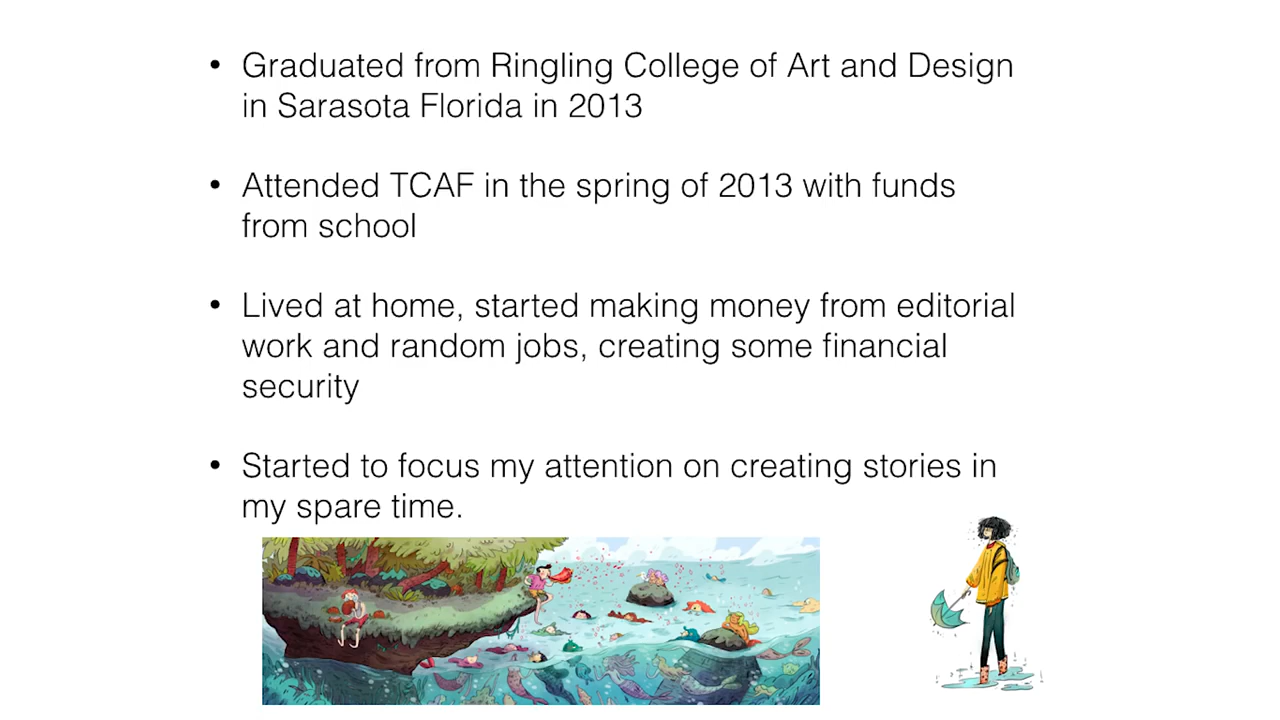 • Graduated from Ringling College of Art and Design
in Sarasota Florida in 2013
• Attended TCAF in the spring of 2013 with funds
from school
• Lived at home, started making money from editorial
work and random jobs, creating some financial
security
• Started to focus my attention on creating stories in
my spare time.